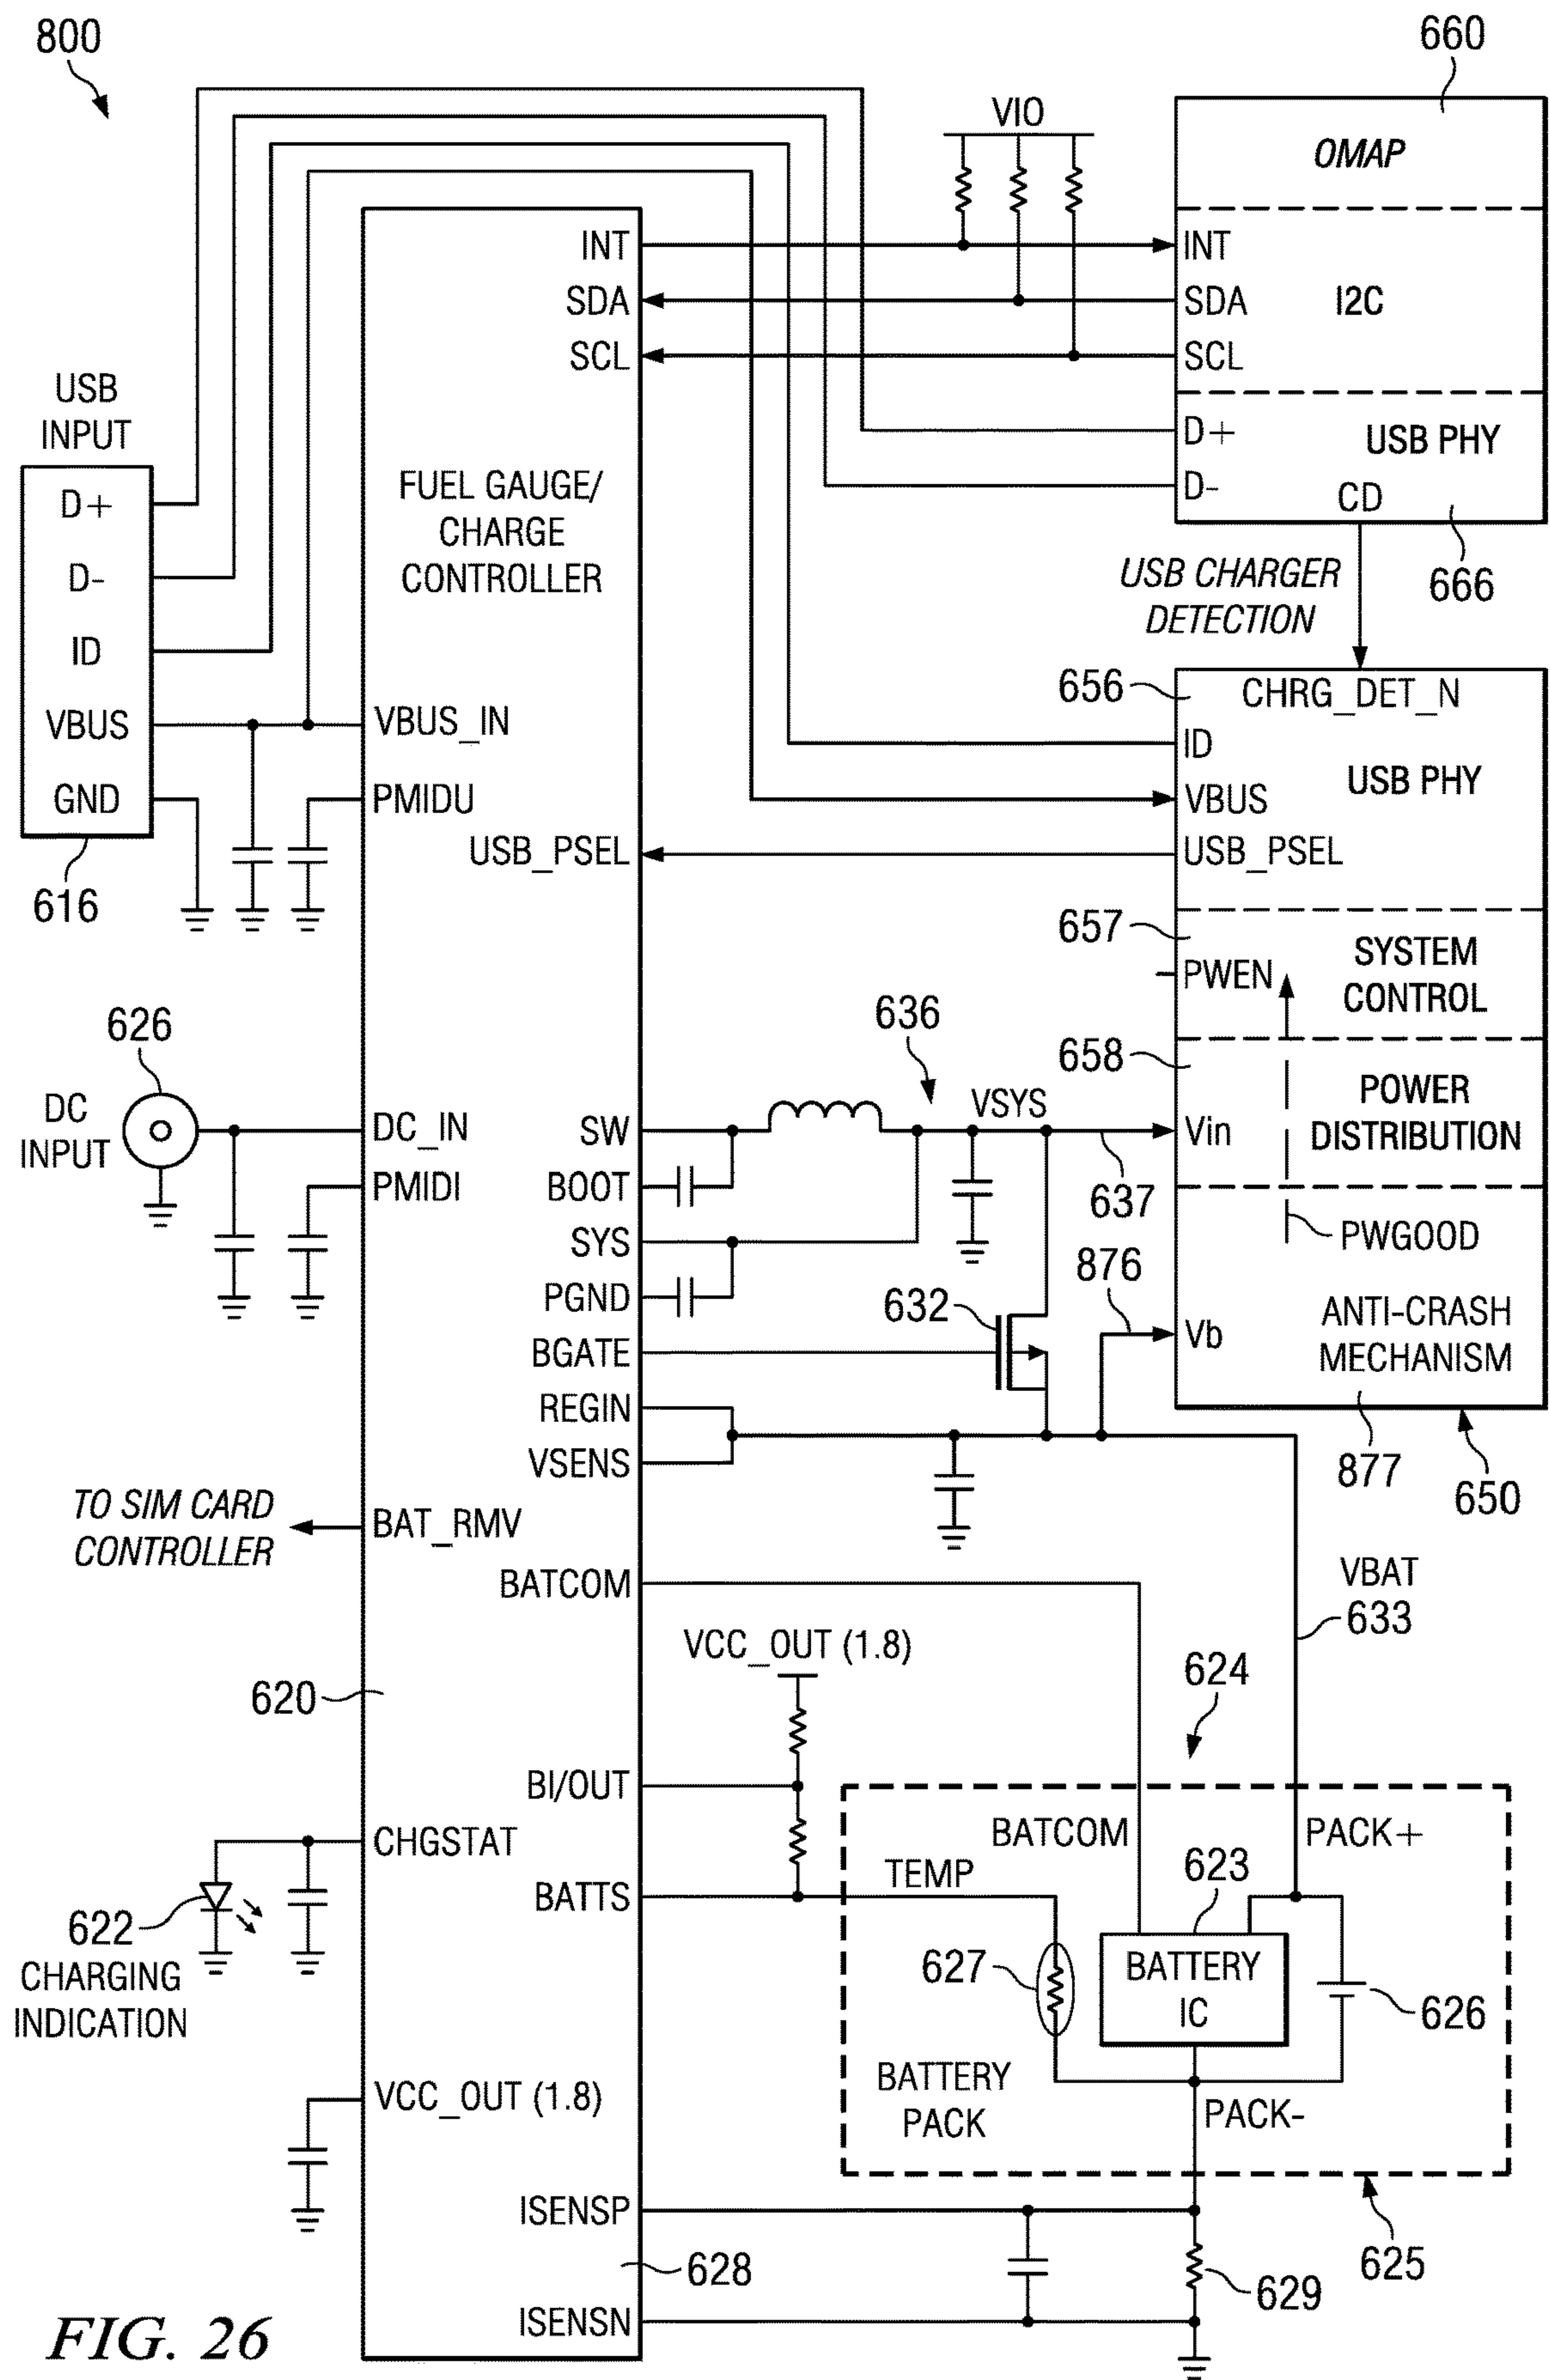 800
660
VIO
OMAP
INT
INT
SDA
SDA
I2C
SCL
SCL
USB
INPUT
D+
USB PHY
D-
CD
666
D+
D-
ID
VBUS
GND
616
FUEL GAUGE/
CHARGE
CONTROLLER
USB CHARGER
DETECTION
656
CHRG_DET_N
ID
USB PHY
VBUS
USB_PSEL
VBUS_IN
PMIDU
USB_PSEL
657
PWEN
SYSTEM
CONTROL
626
DC
INPUT
DC_IN
PMIDI
636
658
VSYS
POWER
DISTRIBUTION
Vin
637
SW
BOOT
SYS
PGND
BGATE
REGIN
VSENS
632
876
PWGOOD
Vb
ANTI-CRASH
MECHANISM
877
650
TO SIM CARD
CONTROLLER
BAT_RMV
BATCOM
VBAT
633
VCC_OUT (1.8)
624
620
BI/OUT
CHGSTAT
BATTS
622
CHARGING
INDICATION
BATCOM
PACK+
TEMP
623
627
BATTERY
IC
626
BATTERY
PACK
PACK-
VCC_OUT (1.8)
ISENSP
628
625
629
ISENSN
FIG. 26